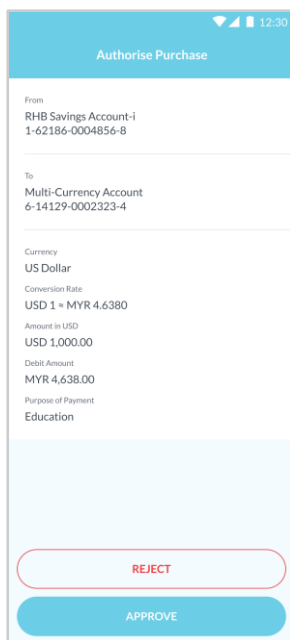 12:30
Authorise Purchase
From
RHB Savings Account-i
1-62186-0004856-8
To
Multi-Currency Account
6-14129-0002323-4
Currency
US Dollar
Conversion Rate
USD 1 = MYR 4.6380
Amount in USD
USD 1,000.00
Debit Amount
MYR 4,638.00
Purpose of Payment
Education
REJECT
APPROVE